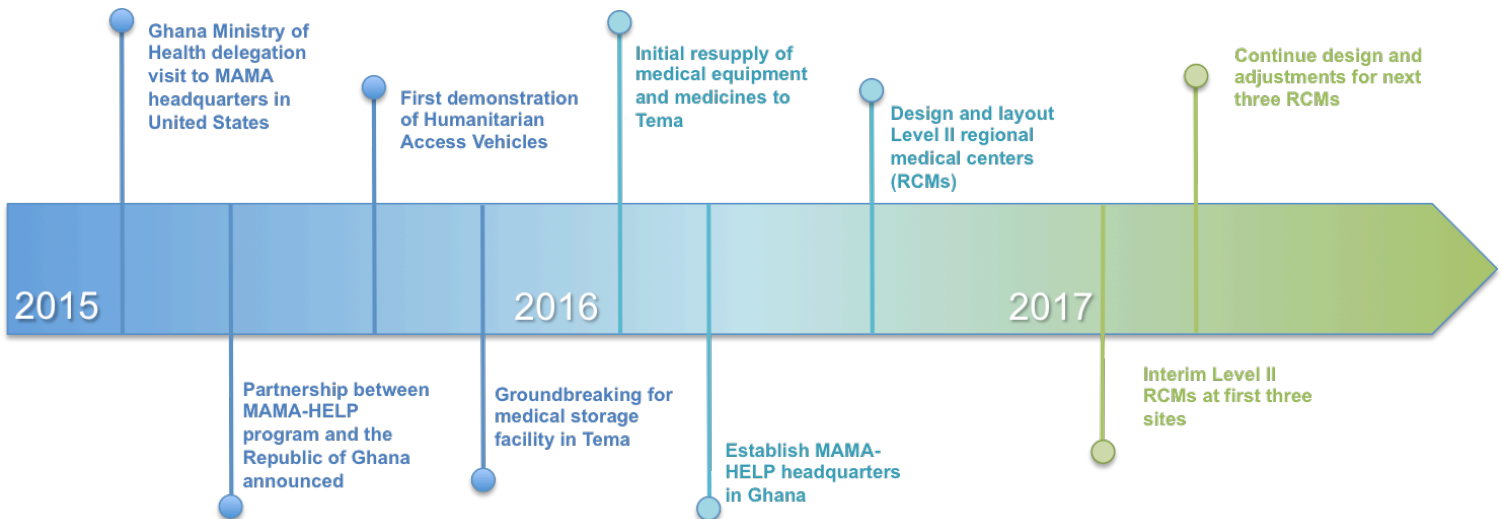 Ghana Ministry of
Health delegation
visit to MAMA
headquarters in
United States
First demonstration
of Humanitarian
Access Vehicles
Initial resupply of
medical equipment
and medicines to
Tema
Design and layout
Level II regional
medical centers
(RCMs)
Continue design and
adjustments for next
three RCMs
2015
2016
2017
Partnership between
MAMA-HELP
program and the
Republic of Ghana
announced
Groundbreaking for
medical storage
facility in Tema
Establish MAMA-
HELP headquarters
in Ghana
Interim Level II
RCMs at first three
sites